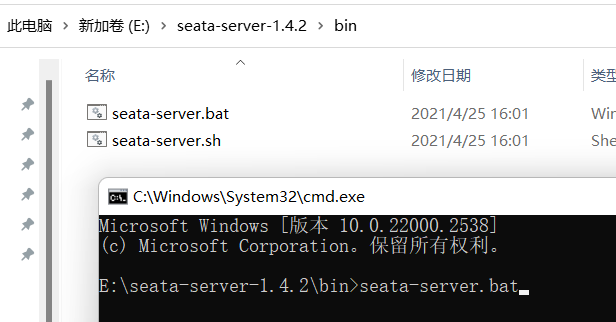 此电脑 > 新加卷 (E:) > seata-server-1.4.2 > bin
名称 修改日期 类型
seata-server.bat 2021/4/25 16:01 Win
seata-server.sh 2021/4/25 16:01 She
C:\Windows\System32\cmd.exe
Microsoft Windows [版本 10.0.22000.2538]
(c) Microsoft Corporation。保留所有权利。
E:\seata-server-1.4.2\bin>seata-server.bat